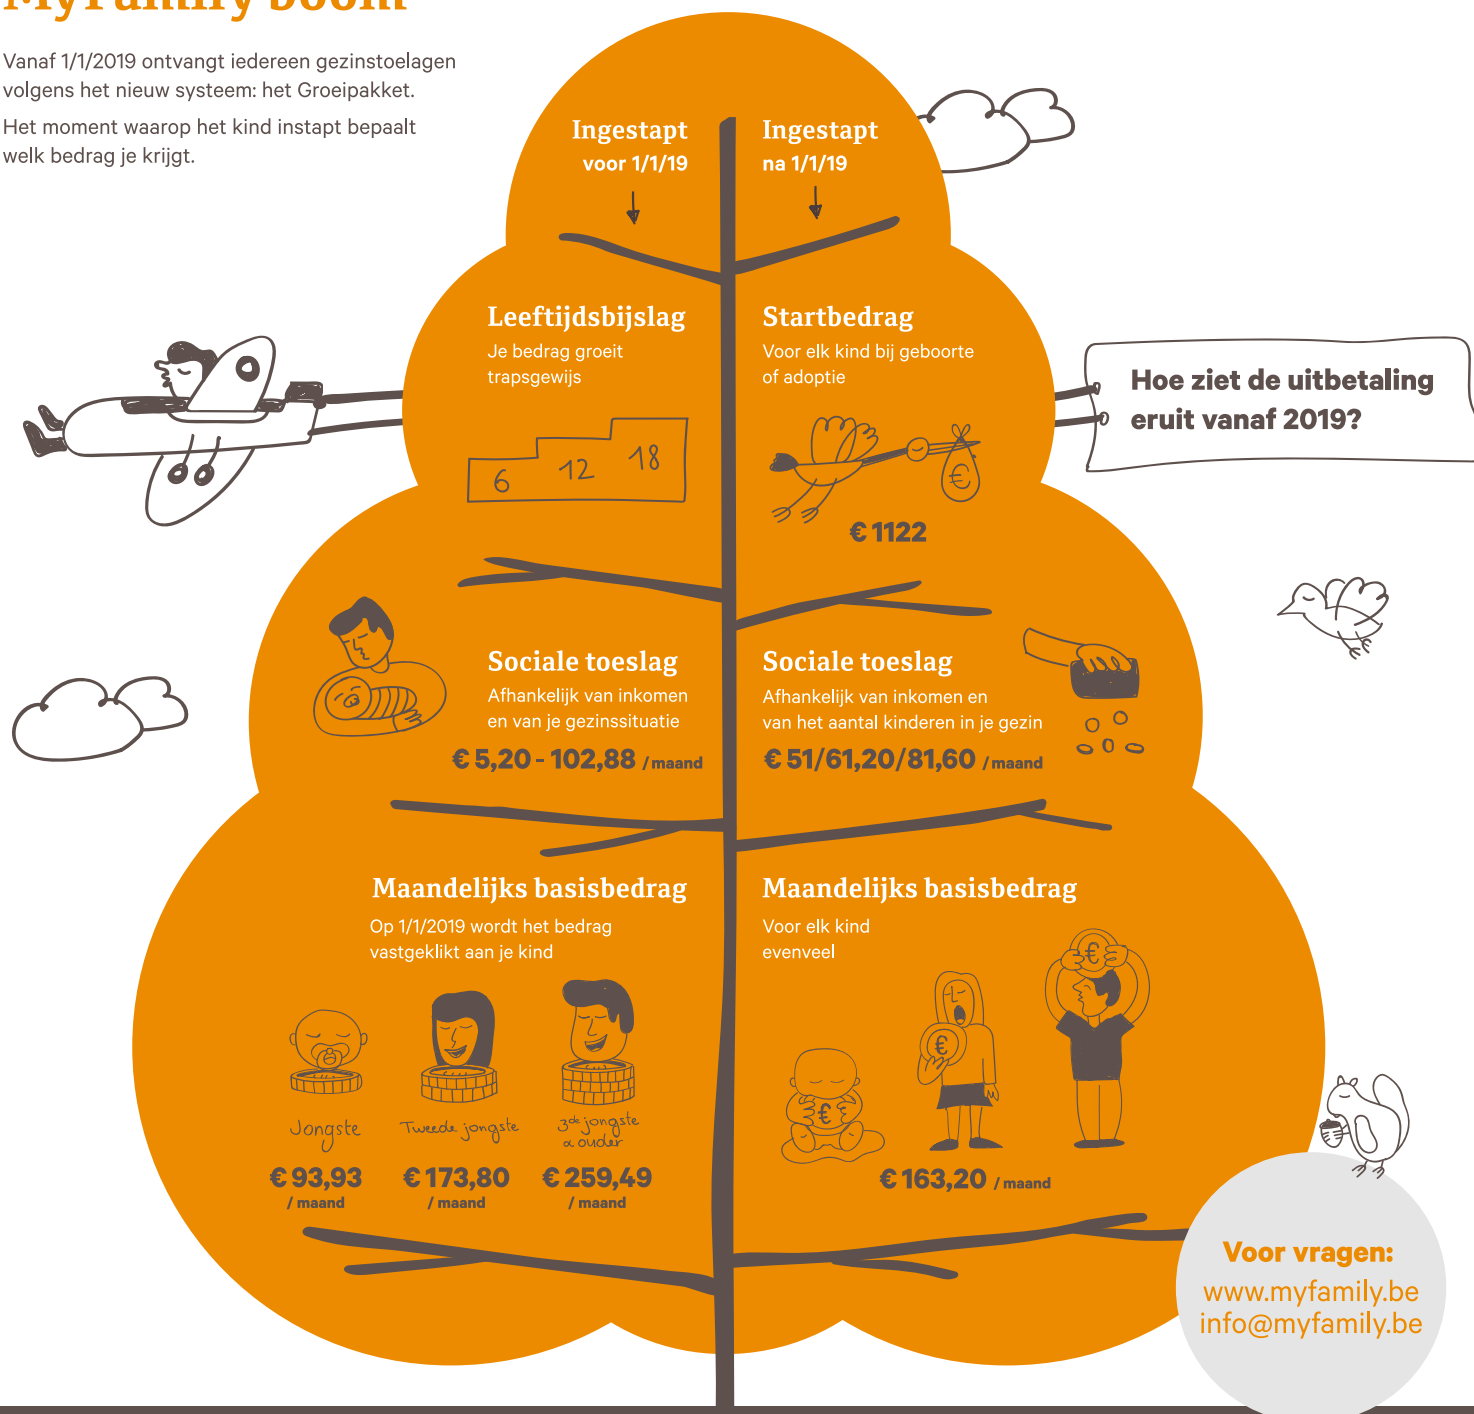 MyFamily boom
Vanaf 1/1/2019 ontvangt iedereen gezinstoelagen
volgens het nieuw systeem: het Groeipakket.
Het moment waarop het kind instapt bepaalt
welk bedrag je krijgt.
Ingestapt
voor 1/1/19
Ingestapt
na 1/1/19
Leeftijdsbijslag
Je bedrag groeit
trapsgewijs
6 12 18
Startbedrag
Voor elk kind bij geboorte
of adoptie
€
€ 1122
Hoe ziet de uitbetaling
eruit vanaf 2019?
Sociale toeslag
Afhankelijk van inkomen
en van je gezinssituatie
€ 5,20 - 102,88 / maand
Sociale toeslag
Afhankelijk van inkomen en
van het aantal kinderen in je gezin
€ 51/61,20/81,60 / maand
Maandelijks basisbedrag
Op 1/1/2019 wordt het bedrag
vastgeklikt aan je kind
Jongste
€ 93,93
/ maand
Tweede jongste
€ 173,80
/ maand
3de jongste
& ouder
€ 259,49
/ maand
Maandelijks basisbedrag
Voor elk kind
evenveel
€
€
€
€ 163,20 / maand
Voor vragen:
www.myfamily.be
info@myfamily.be